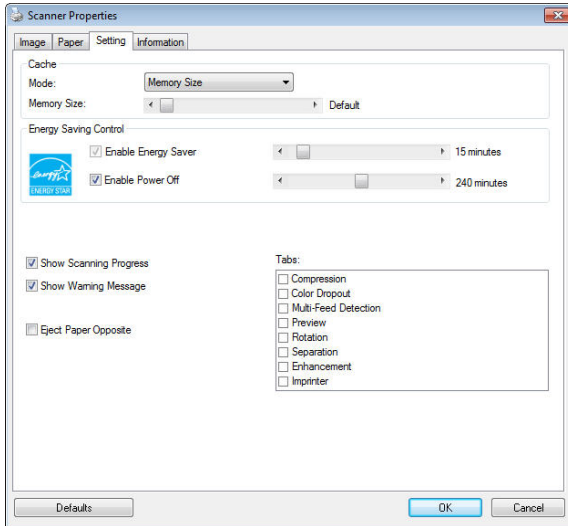 Scanner Properties
Image Paper Setting Information
Cache
Mode: Memory Size
Memory Size: Default
Energy Saving Control
Enable Energy Saver 15 minutes
Enable Power Off 240 minutes
energy
ENERGY STAR
Show Scanning Progress
Show Warning Message
Eject Paper Opposite
Tabs:
Compression
Color Dropout
Multi-Feed Detection
Preview
Rotation
Separation
Enhancement
Imprinter
Defaults OK Cancel